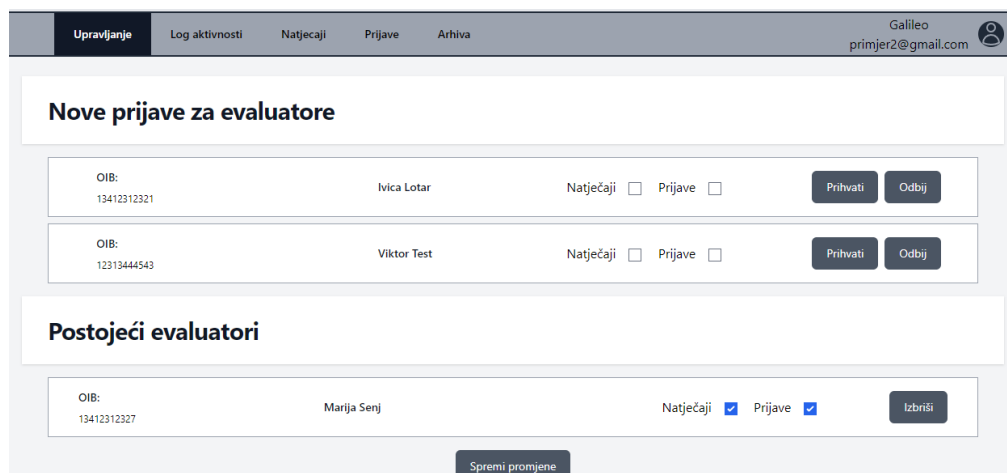 Upravljanje Log aktivnosti Natjecaji Prijave Arhiva Galileo
primjer2@gmail.com
Nove prijave za evaluatore
OIB:
13412312321
Ivica Lotar Natječaji Prijave Prihvati Odbij
OIB:
12313444543
Viktor Test Natječaji Prijave Prihvati Odbij
Postojeći evaluatori
OIB:
13412312327
Marija Senj Natječaji Prijave Izbriši
Spremi promjene